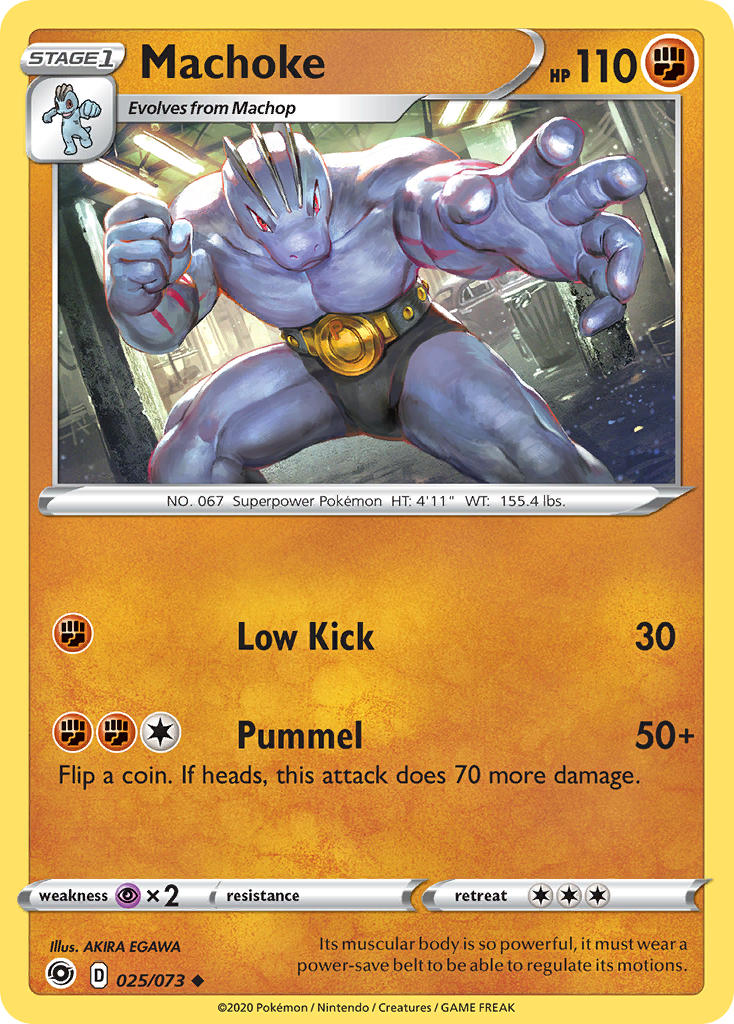 STAGE 1
Machoke
HP 110
Evolves from Machop
NO. 067 Superpower Pokémon HT: 4'11" WT: 155.4 lbs.
Low Kick 30
Pummel 50+
Flip a coin. If heads, this attack does 70 more damage.
weakness ×2 resistance retreat
Illus. AKIRA EGAWA
Its muscular body is so powerful, it must wear a
power-save belt to be able to regulate its motions.
D 025/073
©2020 Pokémon / Nintendo / Creatures / GAME FREAK